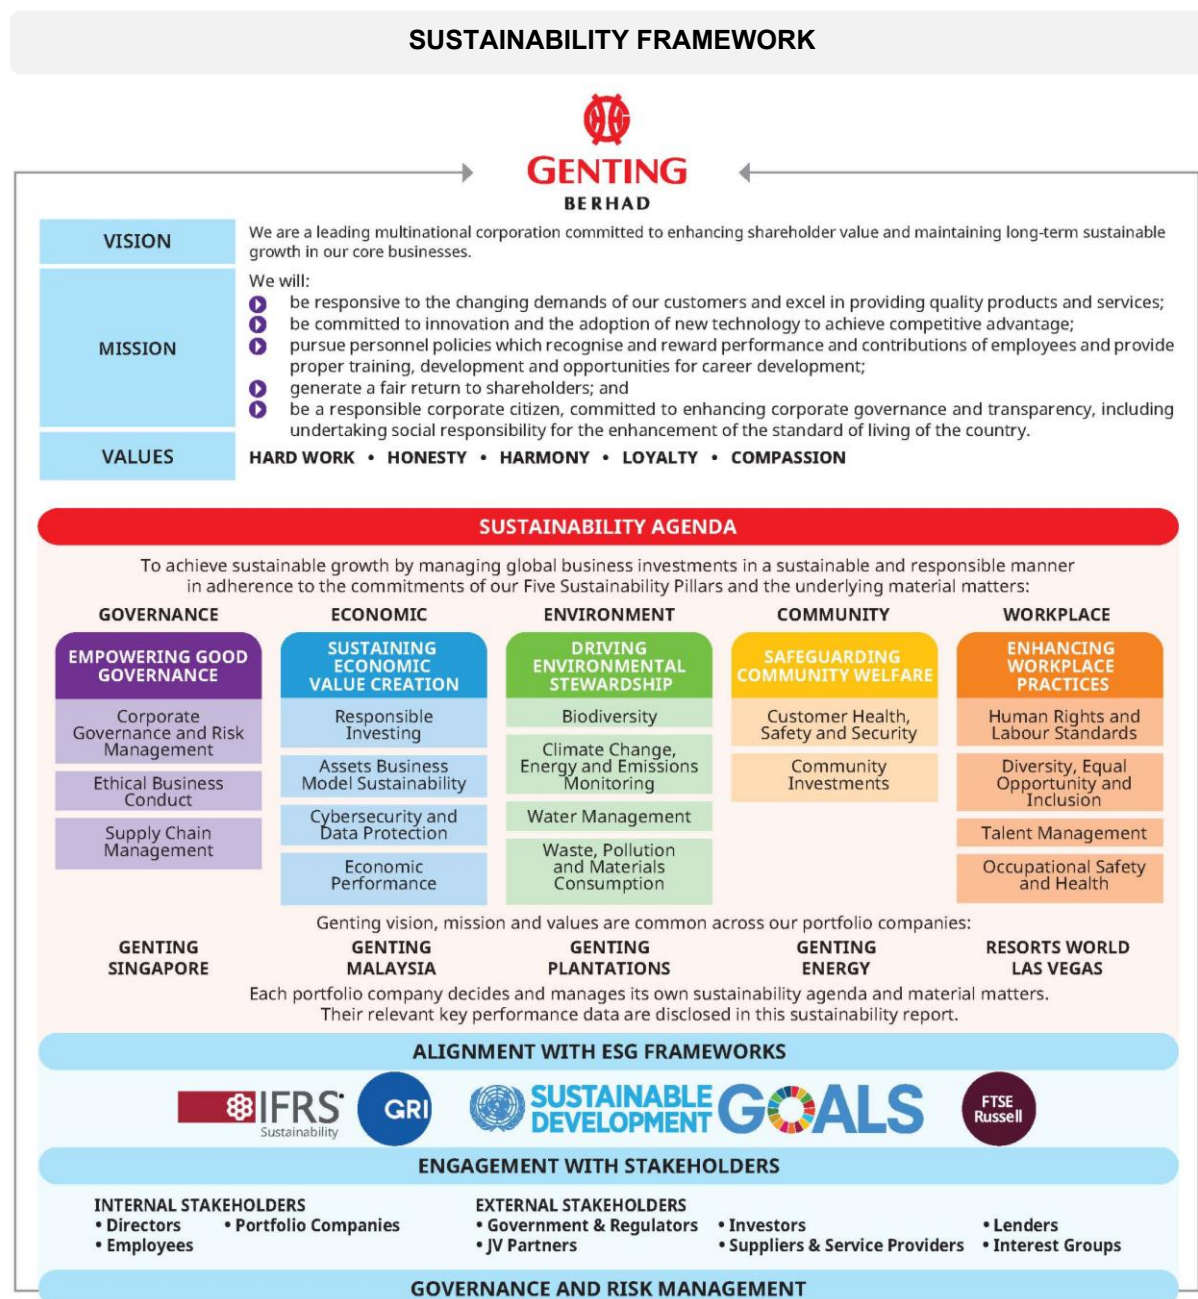 SUSTAINABILITY FRAMEWORK
GENTING
BERHAD
VISION
We are a leading multinational corporation committed to enhancing shareholder value and maintaining long-term sustainable
growth in our core businesses.
MISSION
We will:
be responsive to the changing demands of our customers and excel in providing quality products and services;
be committed to innovation and the adoption of new technology to achieve competitive advantage;
pursue personnel policies which recognise and reward performance and contributions of employees and provide
proper training, development and opportunities for career development;
generate a fair return to shareholders; and
be a responsible corporate citizen, committed to enhancing corporate governance and transparency, including
undertaking social responsibility for the enhancement of the standard of living of the country.
VALUES
HARD WORK • HONESTY • HARMONY • LOYALTY • COMPASSION
SUSTAINABILITY AGENDA
To achieve sustainable growth by managing global business investments in a sustainable and responsible manner
in adherence to the commitments of our Five Sustainability Pillars and the underlying material matters:
GOVERNANCE
EMPOWERING GOOD
GOVERNANCE
Corporate
Governance and Risk
Management
Ethical Business
Conduct
Supply Chain
Management
ECONOMIC
SUSTAINING
ECONOMIC
VALUE CREATION
Responsible
Investing
Assets Business
Model Sustainability
Cybersecurity and
Data Protection
Economic
Performance
ENVIRONMENT
DRIVING
ENVIRONMENTAL
STEWARDSHIP
Biodiversity
Climate Change,
Energy and Emissions
Monitoring
Water Management
Waste, Pollution
and Materials
Consumption
COMMUNITY
SAFEGUARDING
COMMUNITY WELFARE
Customer Health,
Safety and Security
Community
Investments
WORKPLACE
ENHANCING
WORKPLACE
PRACTICES
Human Rights and
Labour Standards
Diversity, Equal
Opportunity and
Inclusion
Talent Management
Occupational Safety
and Health
Genting vision, mission and values are common across our portfolio companies:
GENTING
SINGAPORE
GENTING
MALAYSIA
GENTING
PLANTATIONS
GENTING
ENERGY
RESORTS WORLD
LAS VEGAS
Each portfolio company decides and manages its own sustainability agenda and material matters.
Their relevant key performance data are disclosed in this sustainability report.
ALIGNMENT WITH ESG FRAMEWORKS
IFRS
Sustainability
GRI
SUSTAINABLE
DEVELOPMENT
GOALS
FTSE
Russell
ENGAGEMENT WITH STAKEHOLDERS
INTERNAL STAKEHOLDERS
• Directors • Portfolio Companies
• Employees
EXTERNAL STAKEHOLDERS
• Government & Regulators • Investors • Lenders
• JV Partners • Suppliers & Service Providers • Interest Groups
GOVERNANCE AND RISK MANAGEMENT